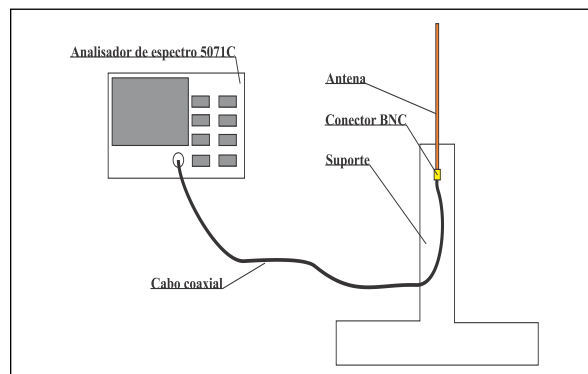 Analisador de espectro 5071C
Antena
Conector BNC
Suporte
Cabo coaxial